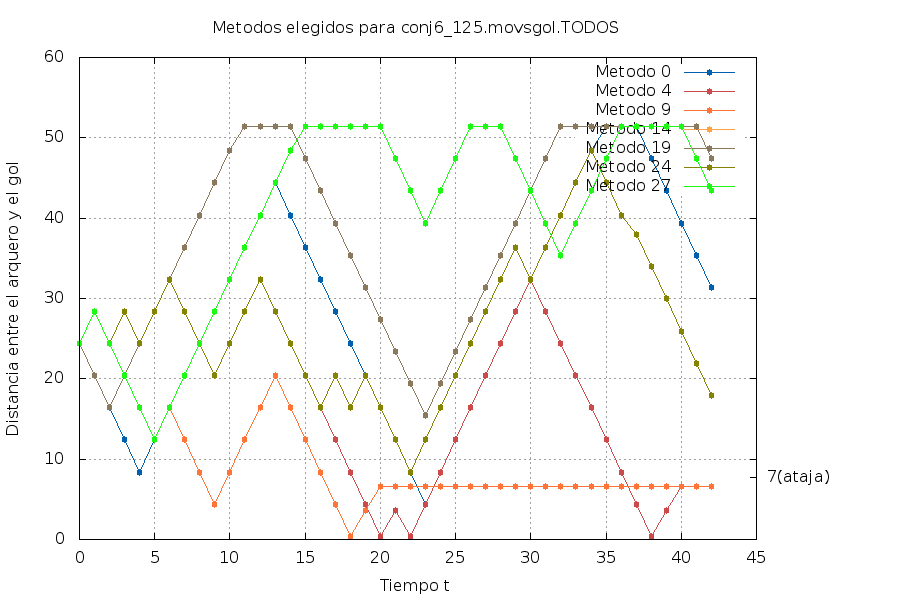 Metodos elegidos para conj6_125.movsgol.TODOS
Distancia entre el arquero y el gol
60
50
40
30
20
10
0
Metodo 0
Metodo 4
Metodo 9
Metodo 14
Metodo 19
Metodo 24
Metodo 27
7(ataja)
0 5 10 15 20 25 30 35 40 45
Tiempo t